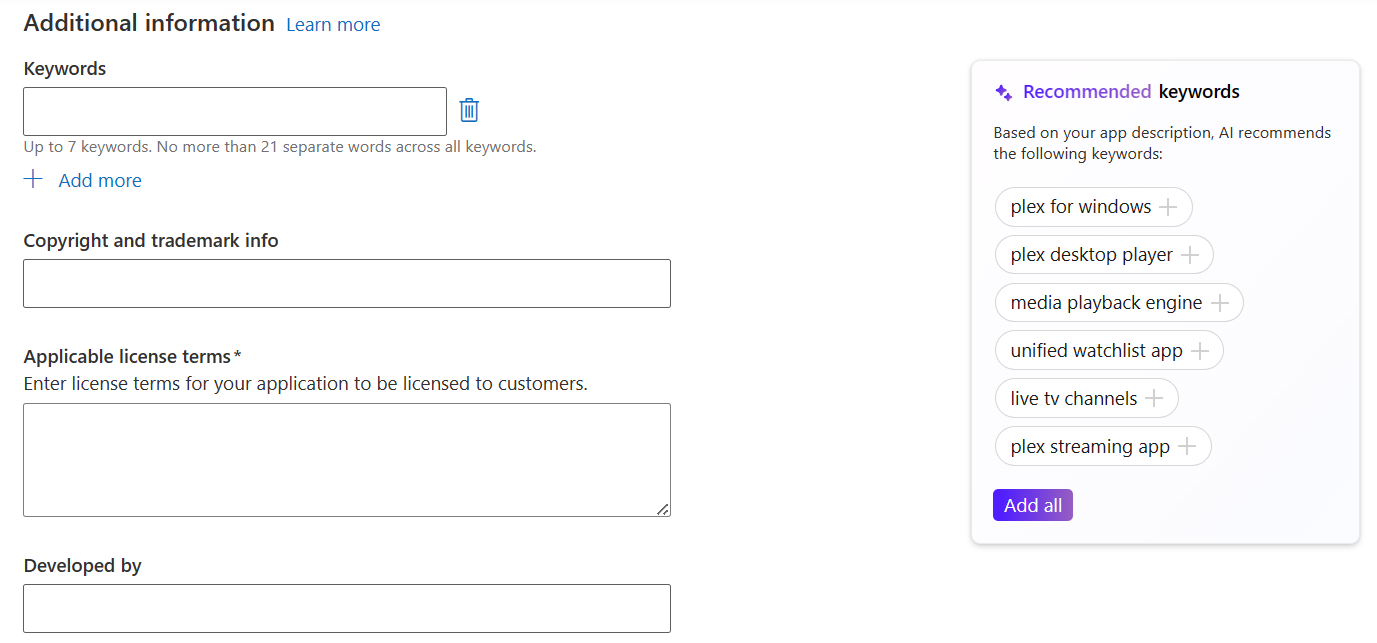 Additional information Learn more
Keywords
Up to 7 keywords. No more than 21 separate words across all keywords.
Add more
Copyright and trademark info
Applicable license terms*
Enter license terms for your application to be licensed to customers.
Developed by
Recommended keywords
Based on your app description, AI recommends
the following keywords:
plex for windows
plex desktop player
media playback engine
unified watchlist app
live tv channels
plex streaming app
Add all